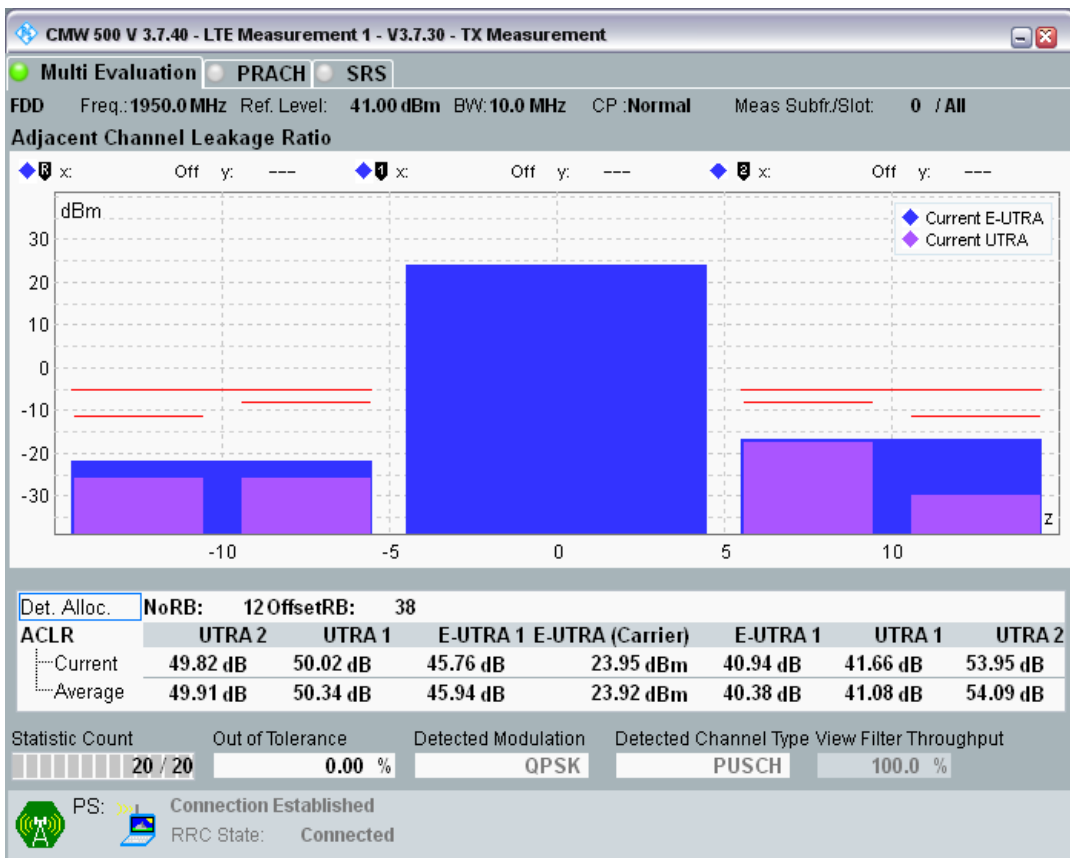 CMW 500 V 3.7.40 - LTE Measurement 1 - V3.7.30 - TX Measurement
Multi Evaluation PRACH SRS
FDD Freq.: 1950.0 MHz Ref. Level: 41.00 dBm BW: 10.0 MHz CP :Normal Meas Subfr./Slot: 0 / All
Adjacent Channel Leakage Ratio
R x: Off y: --- 1 x: Off y: --- 2 x: Off y: ---
dBm
Current E-UTRA
Current UTRA
30
20
10
0
-10
-20
-30
z
-10 -5 0 5 10
Det. Alloc. NoRB: 12 OffsetRB: 38
ACLR UTRA 2 UTRA 1 E-UTRA 1 E-UTRA (Carrier) E-UTRA 1 UTRA 1 UTRA 2
Current 49.82 dB 50.02 dB 45.76 dB 23.95 dBm 40.94 dB 41.66 dB 53.95 dB
Average 49.91 dB 50.34 dB 45.94 dB 23.92 dBm 40.38 dB 41.08 dB 54.09 dB
Statistic Count Out of Tolerance Detected Modulation Detected Channel Type View Filter Throughput
20 / 20 0.00 % QPSK PUSCH 100.0 %
PS: Connection Established
RRC State: Connected